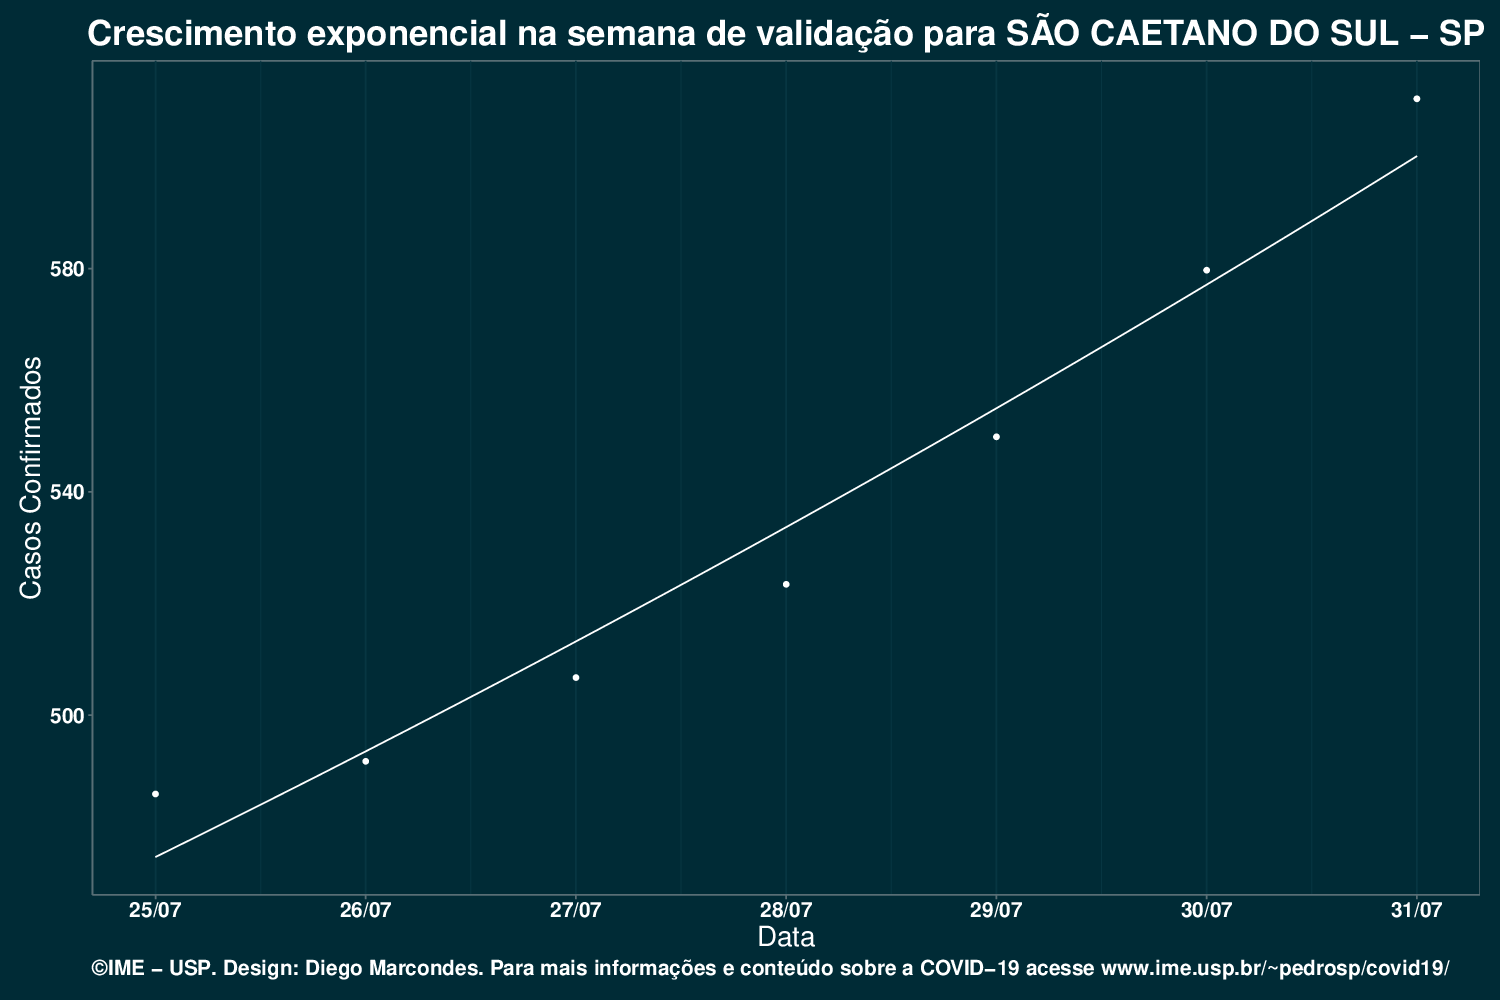 Crescimento exponencial na semana de validação para SÃO CAETANO DO SUL – SP
580
540
500
Casos Confirmados
25/07 26/07 27/07 28/07 29/07 30/07 31/07
Data
©IME – USP. Design: Diego Marcondes. Para mais informações e conteúdo sobre a COVID–19 acesse www.ime.usp.br/~pedrosp/covid19/